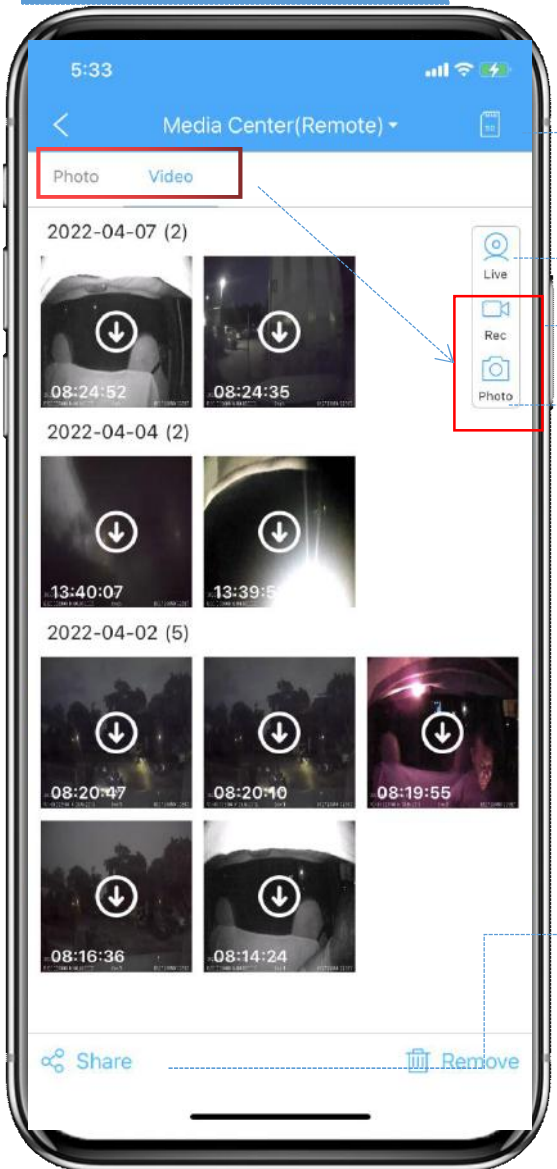 5:33
Media Center(Remote)
SD
Photo Video
2022-04-07 (2)
Live
Rec
Photo
08:24:52 08:24:35
2022-04-04 (2)
13:40:07
2022-04-02 (5)
08:20:47 08:20:10 08:19:55
08:16:36 08:14:24
Share Remove